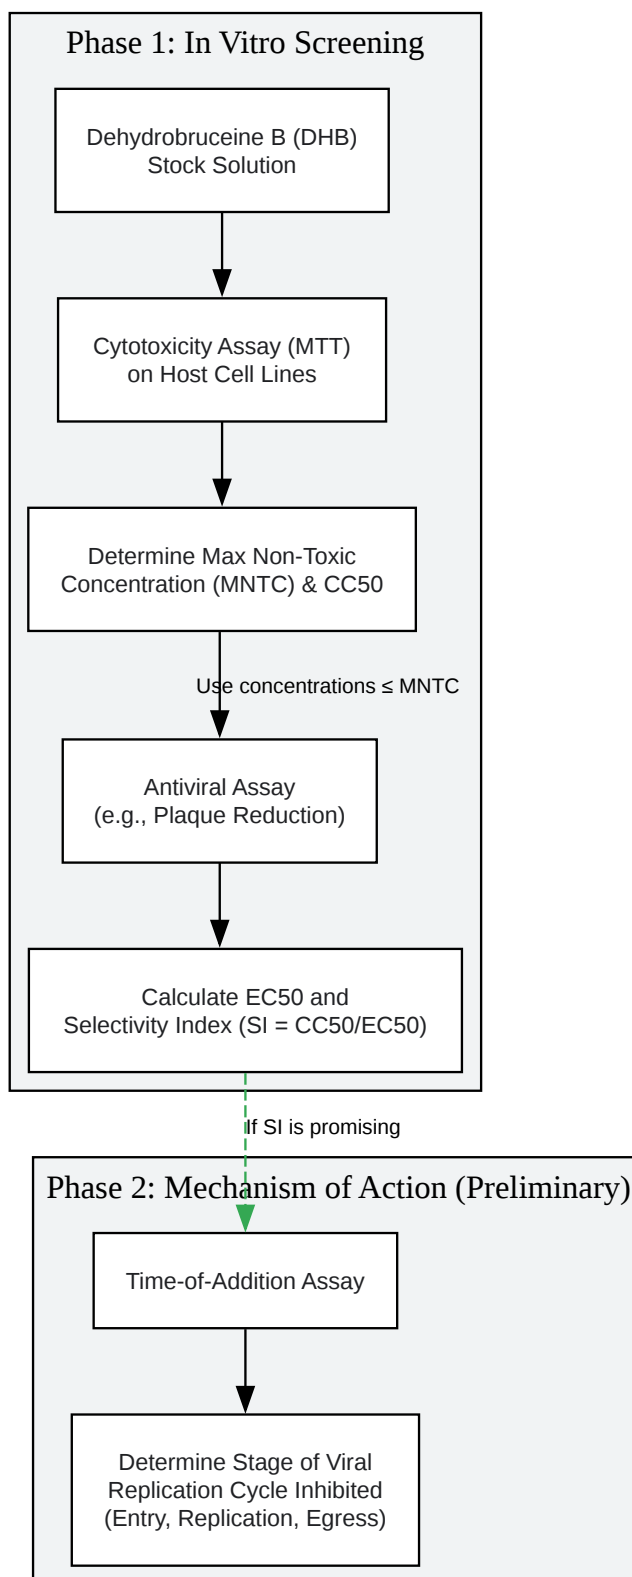 Phase 1: In Vitro Screening
Dehydrobruceine B (DHB)
Stock Solution
Cytotoxicity Assay (MTT)
on Host Cell Lines
Determine Max Non-Toxic
Concentration (MNTC) & CC50
Use concentrations ≤ MNTC
Antiviral Assay
(e.g., Plaque Reduction)
Calculate EC50 and
Selectivity Index (SI = CC50/EC50)
If SI is promising
Phase 2: Mechanism of Action (Preliminary)
Time-of-Addition Assay
Determine Stage of Viral
Replication Cycle Inhibited
(Entry, Replication, Egress)